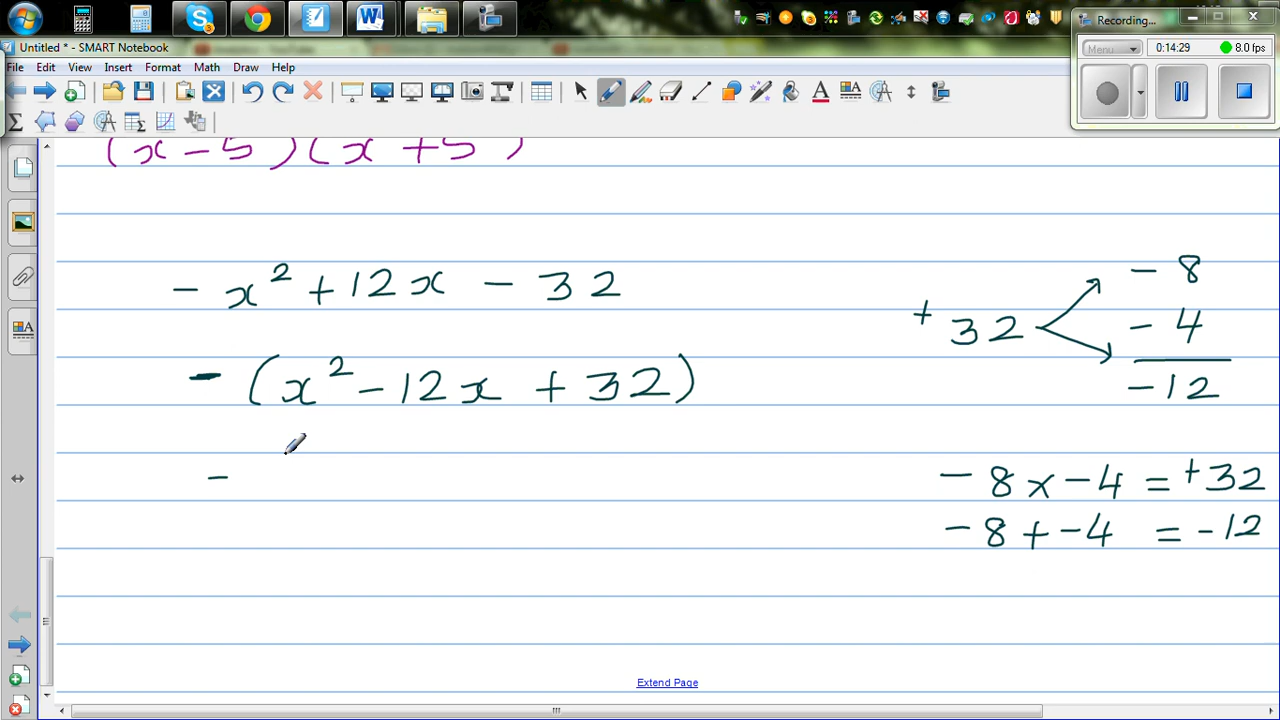 Recording...
Untitled * - SMART Notebook
Menu
0:14:29
8.0 fps
File Edit View Insert Format Math Draw Help
(x - 5)(x + 5)
- x² + 12x - 32
- (x² - 12x + 32)
-
+32
- 8
- 4
-12
- 8 x - 4 = +32
- 8 + - 4 = -12
Extend Page